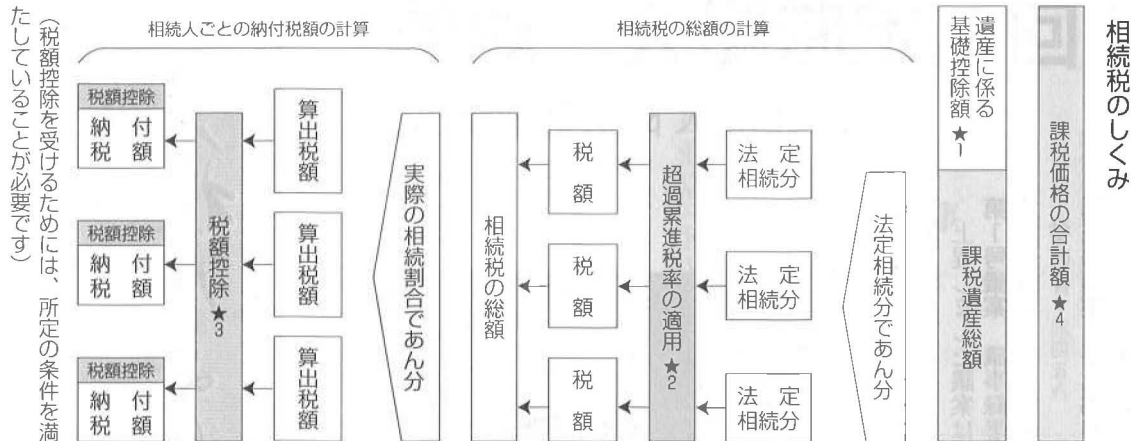 相続税のしくみ
課税価格の合計額 ★4
遺産に係る
基礎控除額 ★1
課税遺産総額
相続税の総額の計算
法定相続分であん分
法定
相続分
法定
相続分
法定
相続分
超過累進税率の適用 ★2
税額
税額
税額
相続税の総額
相続人ごとの納付税額の計算
実際の相続割合であん分
算出税額
算出税額
算出税額
税額控除 ★3
税額控除
納付
税額
税額控除
納付
税額
税額控除
納付
税額
(税額控除を受けるためには、所定の条件を満
たしていることが必要です)